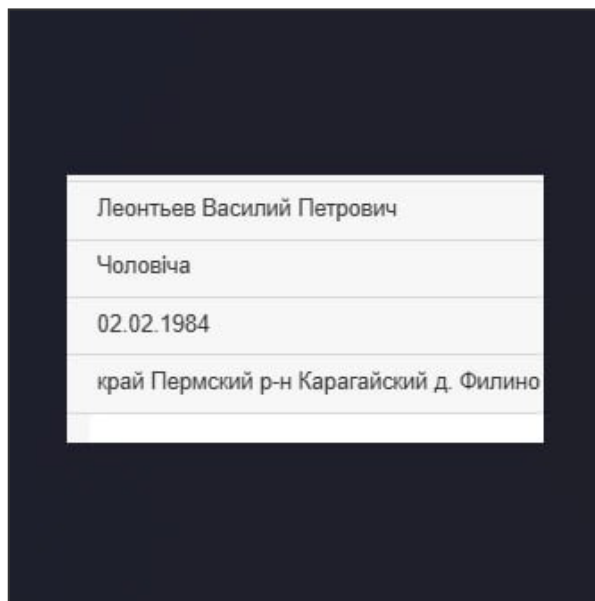 Леонтьев Василий Петрович
Чоловіча
02.02.1984
край Пермский р-н Карагайский д. Филино